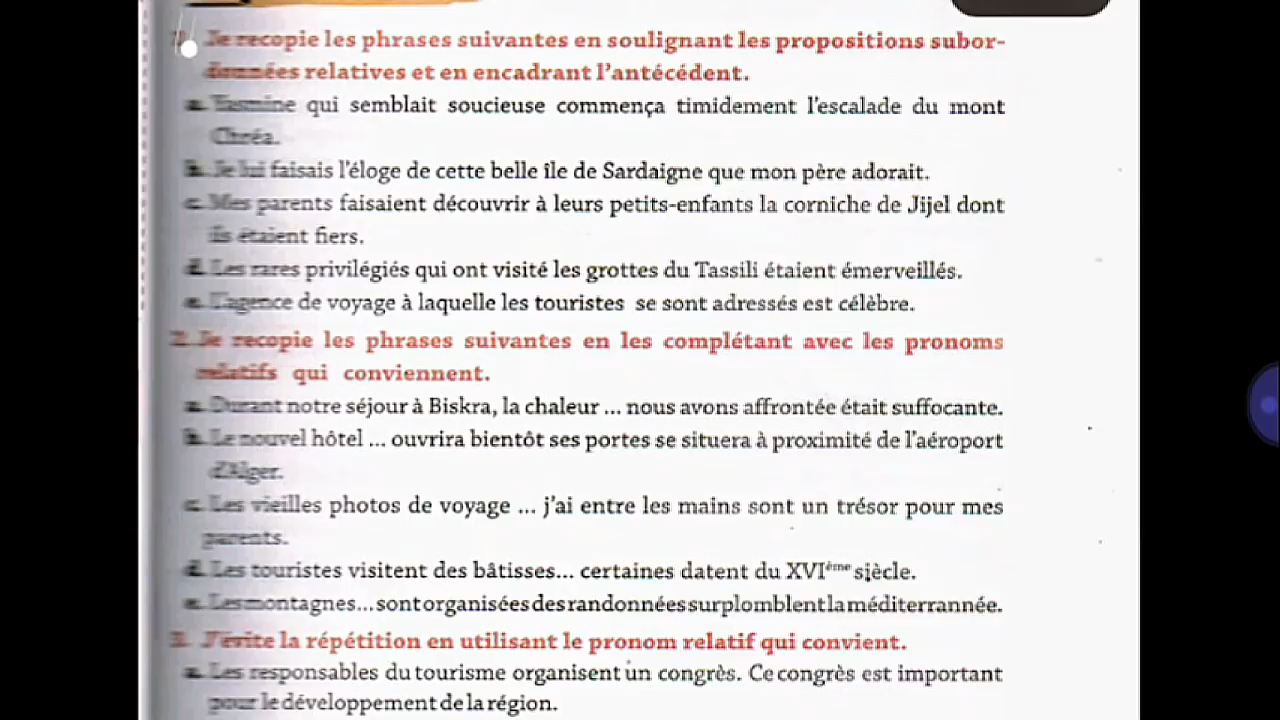 1. Je recopie les phrases suivantes en soulignant les propositions subor-
données relatives et en encadrant l'antécédent.
a. Yasmine qui semblait soucieuse commença timidement l'escalade du mont
Chréa.
b. Je lui faisais l'éloge de cette belle île de Sardaigne que mon père adorait.
c. Mes parents faisaient découvrir à leurs petits-enfants la corniche de Jijel dont
ils étaient fiers.
d. Les rares privilégiés qui ont visité les grottes du Tassili étaient émerveillés.
e. L'agence de voyage à laquelle les touristes se sont adressés est célèbre.
2. Je recopie les phrases suivantes en les complétant avec les pronoms
relatifs qui conviennent.
a. Durant notre séjour à Biskra, la chaleur ... nous avons affrontée était suffocante.
b. Le nouvel hôtel ... ouvrira bientôt ses portes se situera à proximité de l'aéroport
d'Alger.
c. Les vieilles photos de voyage ... j'ai entre les mains sont un trésor pour mes
parents.
d. Les touristes visitent des bâtisses... certaines datent du XVIème siècle.
e. Les montagnes... sont organisées des randonnées surplomblent la méditerrannée.
3. J'évite la répétition en utilisant le pronom relatif qui convient.
a. Les responsables du tourisme organisent un congrès. Ce congrès est important
pour le développement de la région.